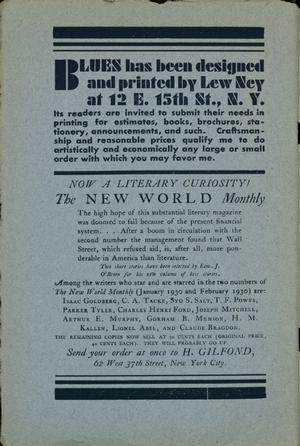 BLUES has been designed
and printed by Lew Ney
at 12 E. 15th St., N. Y.
Its readers are invited to submit their needs in
printing for estimates, books, brochures, sta-
tionery, announcements, and such. Craftsman-
ship and reasonable prices qualify me to do
artistically and economically any large or small
order with which you may favor me.
NOW A LITERARY CURIOSITY!
The NEW WORLD Monthly
The high hope of this substantial literary magazine
was doomed to fail because of the present financial
system. . . After a boom in circulation with the
second number the management found that Wall
Street, which refused aid, is, after all, more pon-
derable in America than literature.
Two short stories have been selected by Edw. J.
O'Brien for his new volume of best stories.
Among the writers who star and are starred in the two numbers of
The New World Monthly (January 1930 and February 1930) are:
Isaac Goldberg, C. A. Tacke, Syd S. Salt, T. F. Powys,
Parker Tyler, Charles Henri Ford, Joseph Mitchell,
Arthur E. Murphy, Gorham B. Munson, H. M.
Kallen, Lionel Abel, and Claude Bragdon.
THE REMAINING COPIES NOW SELL AT 50 CENTS EACH (ORIGINAL PRICE,
40 CENTS EACH). THEY WILL PROBABLY GO UP.
Send your order at once to H. GILFOND,
62 West 37th Street, New York City.